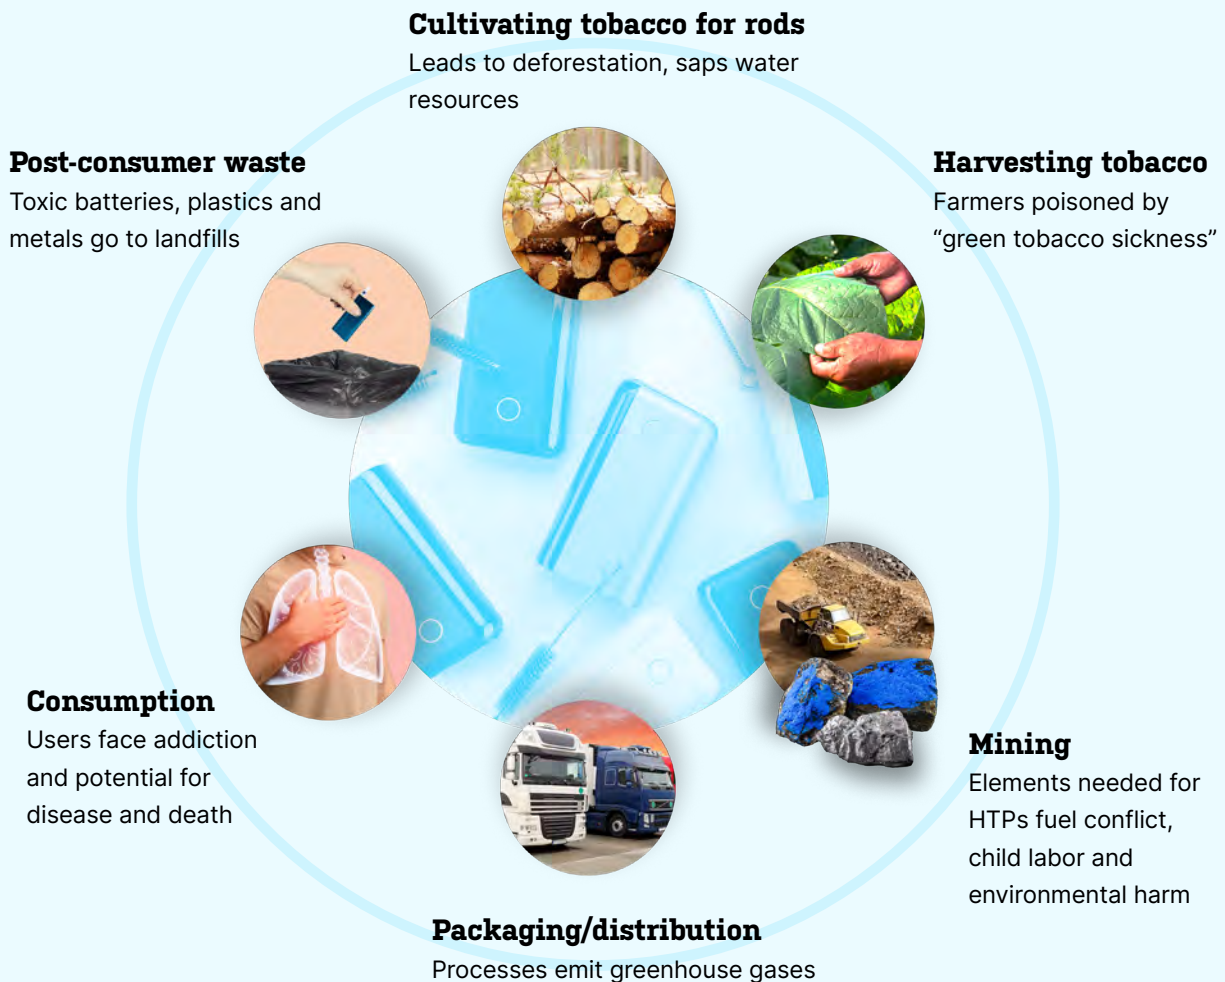 Cultivating tobacco for rods
Leads to deforestation, saps water
resources
Harvesting tobacco
Farmers poisoned by
“green tobacco sickness”
Mining
Elements needed for
HTPs fuel conflict,
child labor and
environmental harm
Packaging/distribution
Processes emit greenhouse gases
Consumption
Users face addiction
and potential for
disease and death
Post-consumer waste
Toxic batteries, plastics and
metals go to landfills